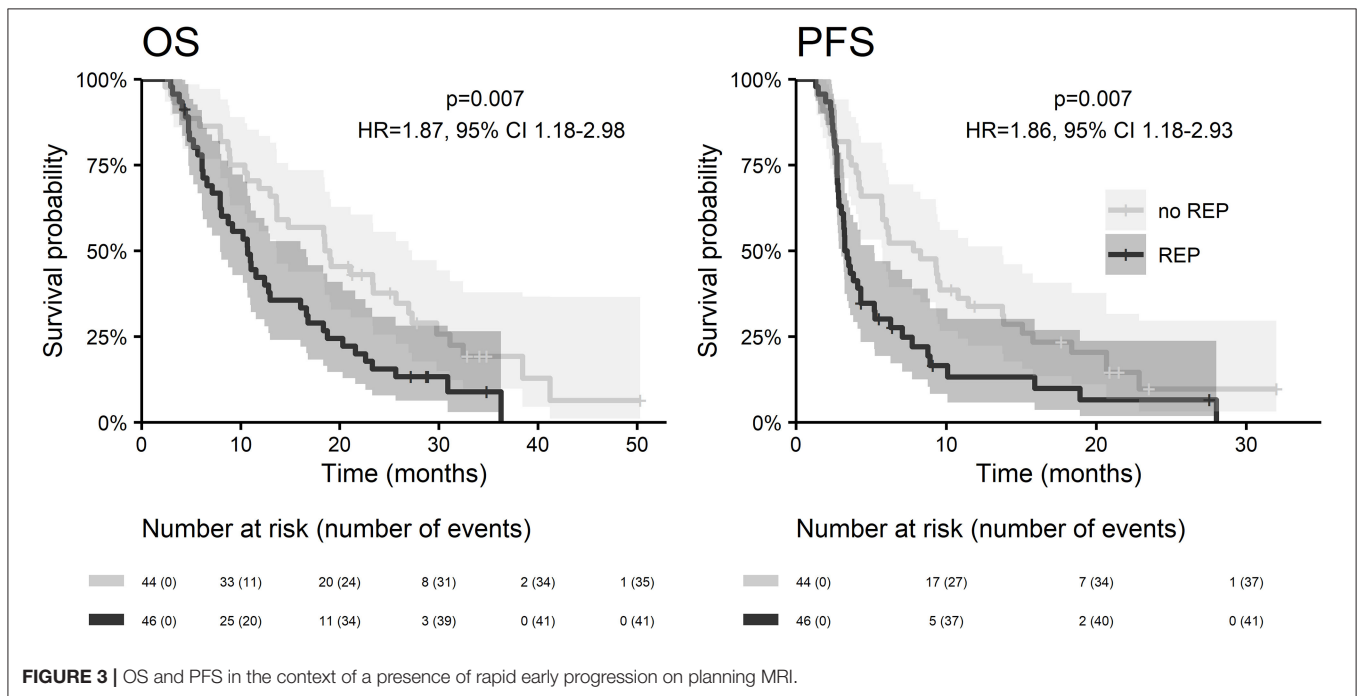 OS
100%
75%
50%
25%
0%
Survival probability
p=0.007
HR=1.87, 95% CI 1.18-2.98
0 10 20 30 40 50
Time (months)
Number at risk (number of events)
44 (0) 33 (11) 20 (24) 8 (31) 2 (34) 1 (35)
46 (0) 25 (20) 11 (34) 3 (39) 0 (41) 0 (41)
PFS
100%
75%
50%
25%
0%
Survival probability
p=0.007
HR=1.86, 95% CI 1.18-2.93
no REP
REP
0 10 20 30
Time (months)
Number at risk (number of events)
44 (0) 17 (27) 7 (34) 1 (37)
46 (0) 5 (37) 2 (40) 0 (41)
FIGURE 3 | OS and PFS in the context of a presence of rapid early progression on planning MRI.